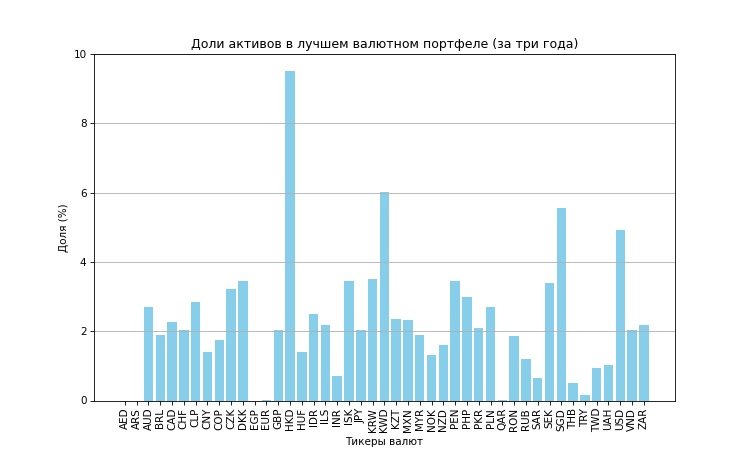 Доли активов в лучшем валютном портфеле (за три года)
Доля (%)
10
8
6
4
2
0
AED ARS AUD BRL CAD CHF CLP CNY COP CZK DKK EGP EUR GBP HKD HUF IDR ILS INR ISK JPY KRW KWD KZT MXN MYR NOK NZD PEN PHP PKR PLN QAR RON RUB SAR SEK SGD THB TRY TWD UAH USD VND ZAR
Тикеры валют